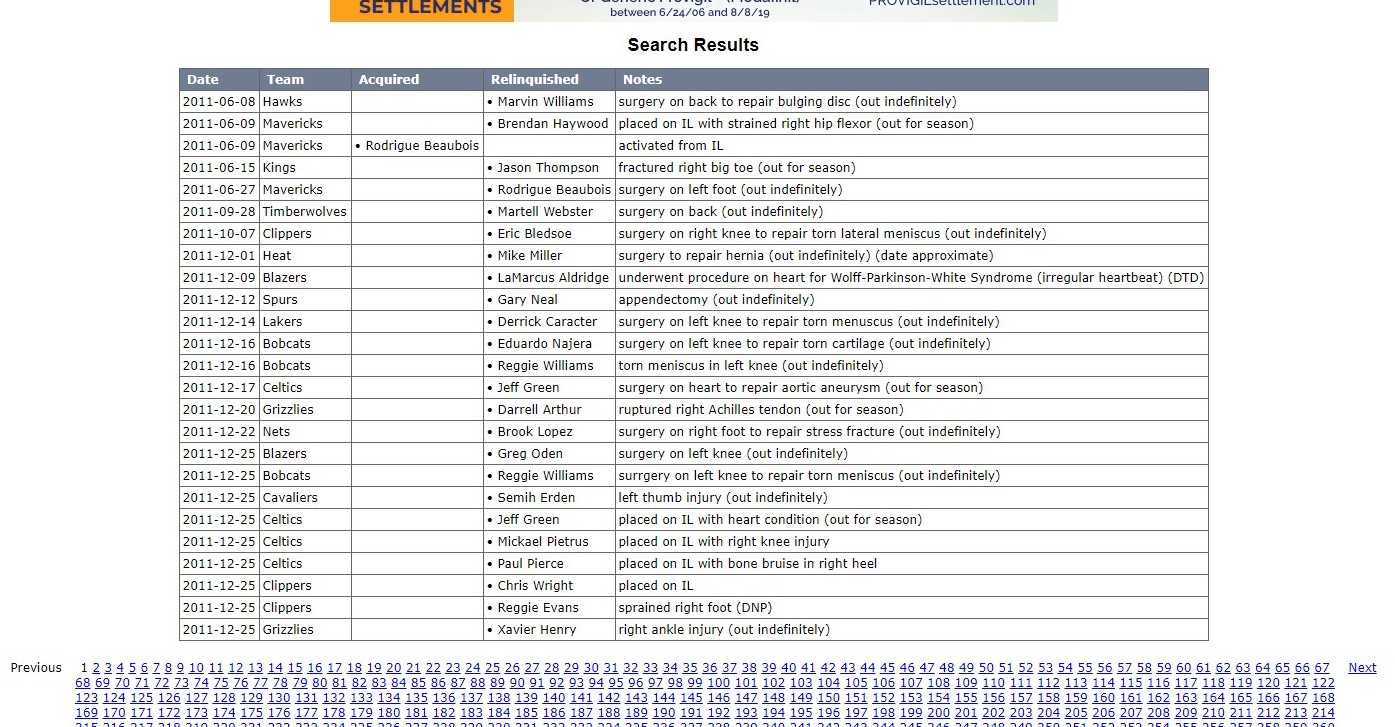 SETTLEMENTS
between 6/24/06 and 8/8/19
PROVIGILsettlement.com
Search Results
Date Team Acquired Relinquished Notes
2011-06-08 Hawks • Marvin Williams surgery on back to repair bulging disc (out indefinitely)
2011-06-09 Mavericks • Brendan Haywood placed on IL with strained right hip flexor (out for season)
2011-06-09 Mavericks • Rodrigue Beaubois activated from IL
2011-06-15 Kings • Jason Thompson fractured right big toe (out for season)
2011-06-27 Mavericks • Rodrigue Beaubois surgery on left foot (out indefinitely)
2011-09-28 Timberwolves • Martell Webster surgery on back (out indefinitely)
2011-10-07 Clippers • Eric Bledsoe surgery on right knee to repair torn lateral meniscus (out indefinitely)
2011-12-01 Heat • Mike Miller surgery to repair hernia (out indefinitely) (date approximate)
2011-12-09 Blazers • LaMarcus Aldridge underwent procedure on heart for Wolff-Parkinson-White Syndrome (irregular heartbeat) (DTD)
2011-12-12 Spurs • Gary Neal appendectomy (out indefinitely)
2011-12-14 Lakers • Derrick Caracter surgery on left knee to repair torn menuscus (out indefinitely)
2011-12-16 Bobcats • Eduardo Najera surgery on left knee to repair torn cartilage (out indefinitely)
2011-12-16 Bobcats • Reggie Williams torn meniscus in left knee (out indefinitely)
2011-12-17 Celtics • Jeff Green surgery on heart to repair aortic aneurysm (out for season)
2011-12-20 Grizzlies • Darrell Arthur ruptured right Achilles tendon (out for season)
2011-12-22 Nets • Brook Lopez surgery on right foot to repair stress fracture (out indefinitely)
2011-12-25 Blazers • Greg Oden surgery on left knee (out indefinitely)
2011-12-25 Bobcats • Reggie Williams surrgery on left knee to repair torn meniscus (out indefinitely)
2011-12-25 Cavaliers • Semih Erden left thumb injury (out indefinitely)
2011-12-25 Celtics • Jeff Green placed on IL with heart condition (out for season)
2011-12-25 Celtics • Mickael Pietrus placed on IL with right knee injury
2011-12-25 Celtics • Paul Pierce placed on IL with bone bruise in right heel
2011-12-25 Clippers • Chris Wright placed on IL
2011-12-25 Clippers • Reggie Evans sprained right foot (DNP)
2011-12-25 Grizzlies • Xavier Henry right ankle injury (out indefinitely)
Previous 1 2 3 4 5 6 7 8 9 10 11 12 13 14 15 16 17 18 19 20 21 22 23 24 25 26 27 28 29 30 31 32 33 34 35 36 37 38 39 40 41 42 43 44 45 46 47 48 49 50 51 52 53 54 55 56 57 58 59 60 61 62 63 64 65 66 67 Next
68 69 70 71 72 73 74 75 76 77 78 79 80 81 82 83 84 85 86 87 88 89 90 91 92 93 94 95 96 97 98 99 100 101 102 103 104 105 106 107 108 109 110 111 112 113 114 115 116 117 118 119 120 121 122
123 124 125 126 127 128 129 130 131 132 133 134 135 136 137 138 139 140 141 142 143 144 145 146 147 148 149 150 151 152 153 154 155 156 157 158 159 160 161 162 163 164 165 166 167 168
169 170 171 172 173 174 175 176 177 178 179 180 181 182 183 184 185 186 187 188 189 190 191 192 193 194 195 196 197 198 199 200 201 202 203 204 205 206 207 208 209 210 211 212 213 214